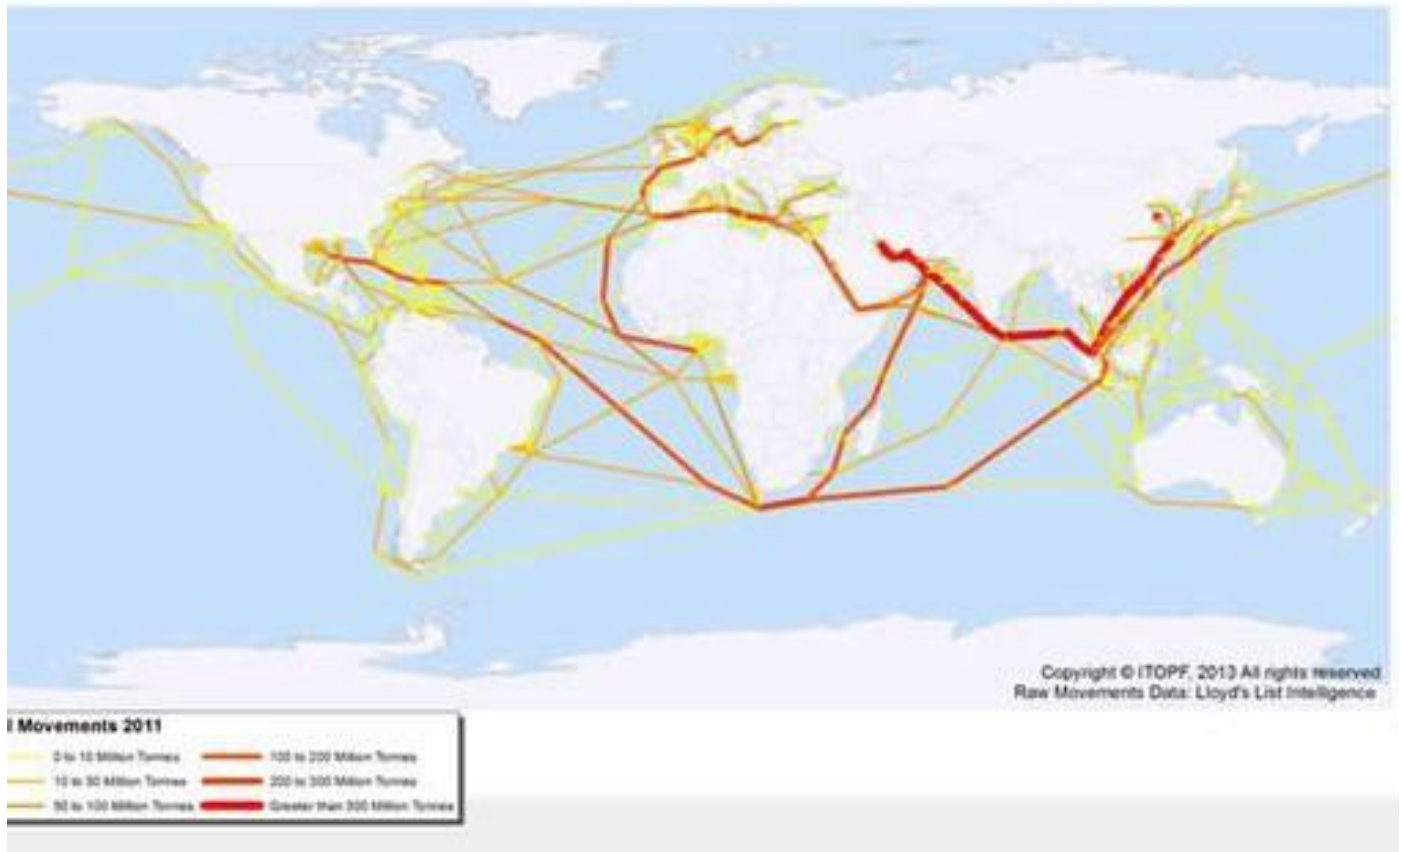 Copyright © ITOPF, 2013 All rights reserved
Raw Movements Data: Lloyd's List Intelligence
l Movements 2011
0 to 10 Million Tonnes
100 to 200 Million Tonnes
10 to 50 Million Tonnes
200 to 300 Million Tonnes
50 to 100 Million Tonnes
Greater than 300 Million Tonnes